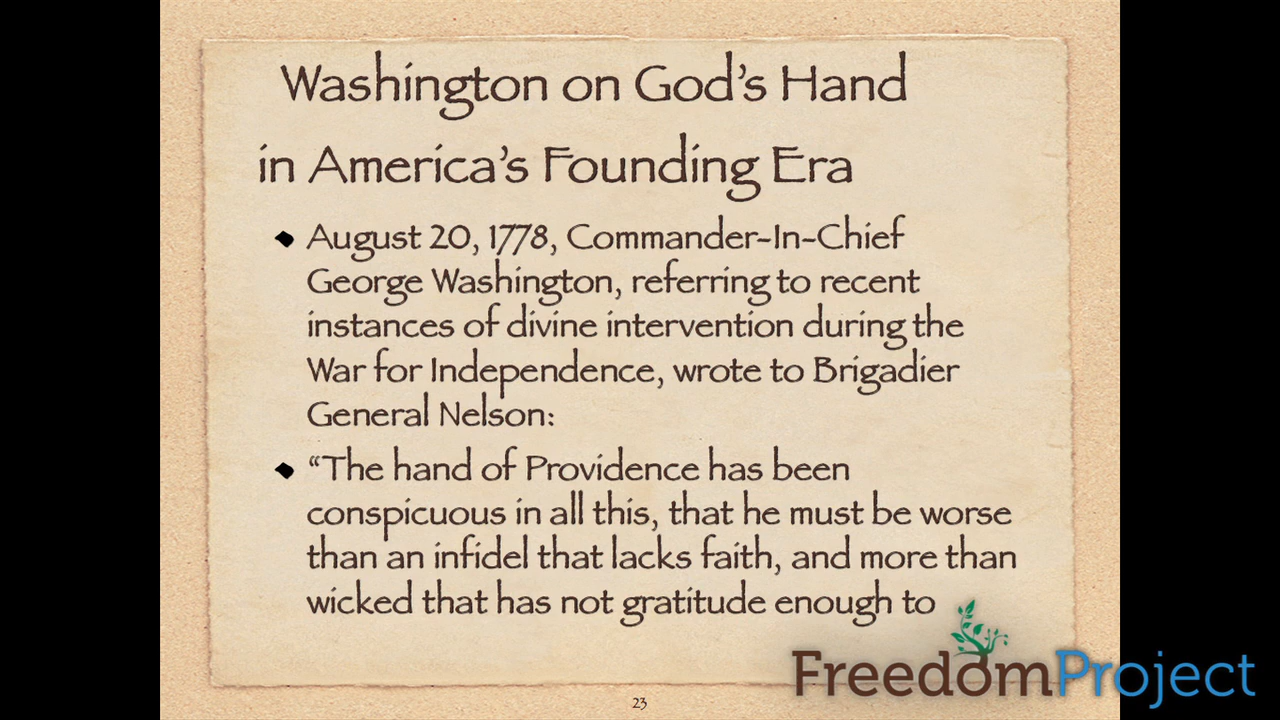 Washington on God's Hand
in America's Founding Era
August 20, 1778, Commander-In-Chief
George Washington, referring to recent
instances of divine intervention during the
War for Independence, wrote to Brigadier
General Nelson:
“The hand of Providence has been
conspicuous in all this, that he must be worse
than an infidel that lacks faith, and more than
wicked that has not gratitude enough to
FreedomProject
23